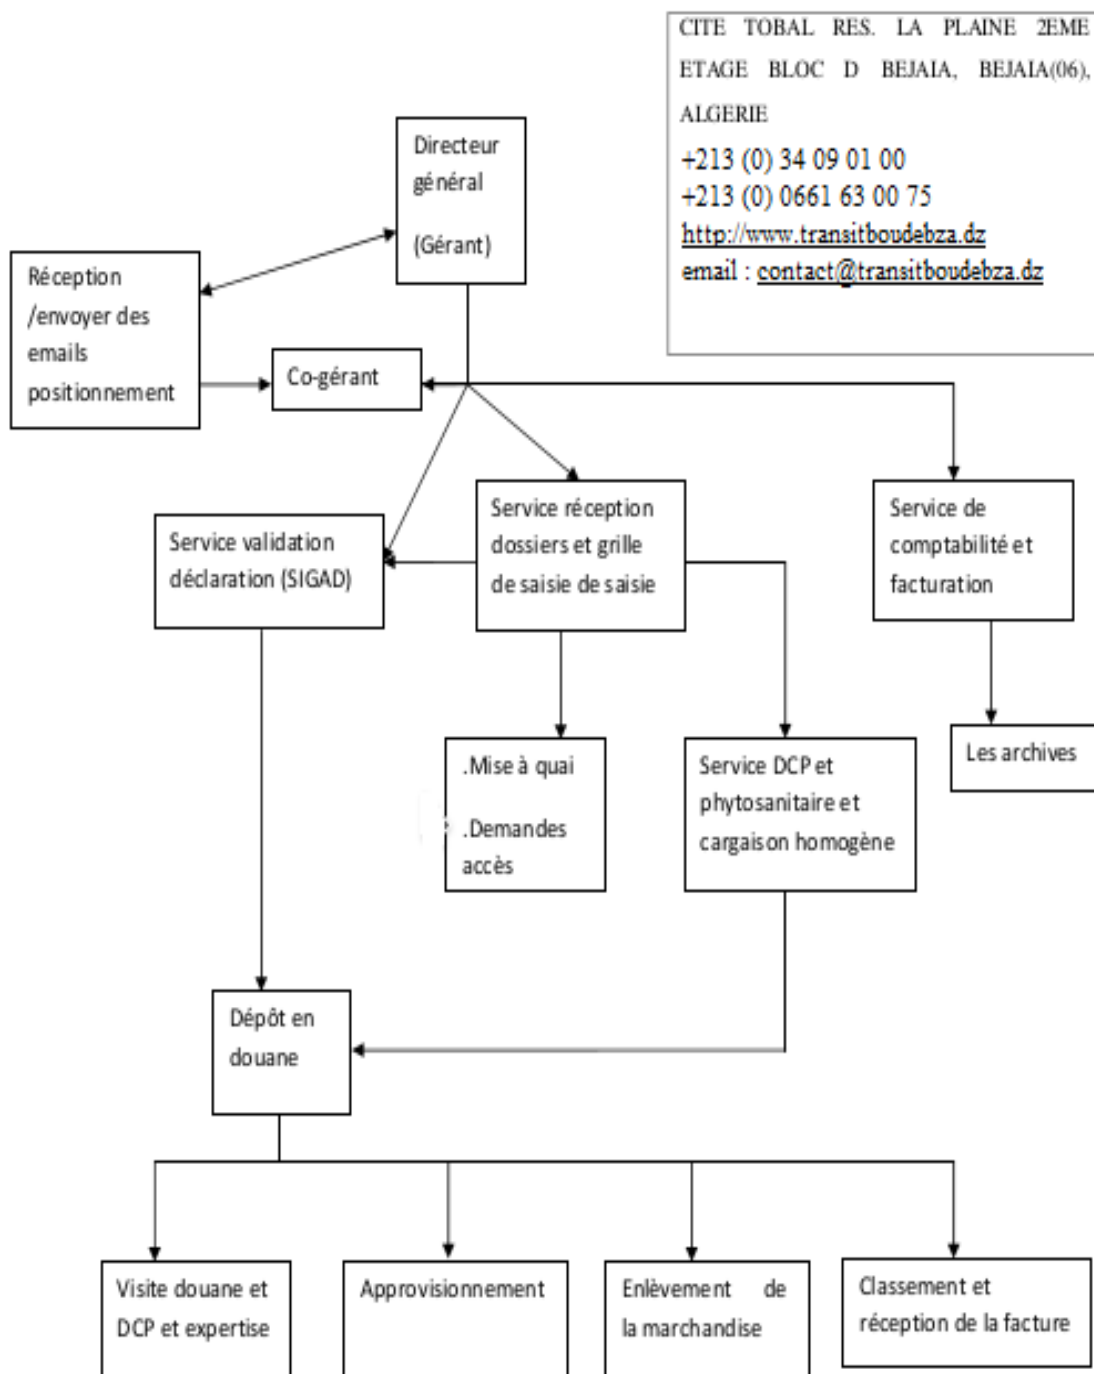 CITE TOBAL RES. LA PLAINE 2EME
ETAGE BLOC D BEJAIA, BEJAIA(06),
ALGERIE
+213 (0) 34 09 01 00
+213 (0) 0661 63 00 75
http://www.transitboudebza.dz
email : contact@transitboudebza.dz
Directeur
général
(Gérant)
Réception
/envoyer des
emails
positionnement
Co-gérant
Service validation
déclaration (SIGAD)
Service réception
dossiers et grille
de saisie de saisie
Service de
comptabilité et
facturation
.Mise à quai
.Demandes
accès
Service DCP et
phytosanitaire et
cargaison homogène
Les archives
Dépôt en
douane
Visite douane et
DCP et expertise
Approvisionnement
Enlèvement de
la marchandise
Classement et
réception de la facture